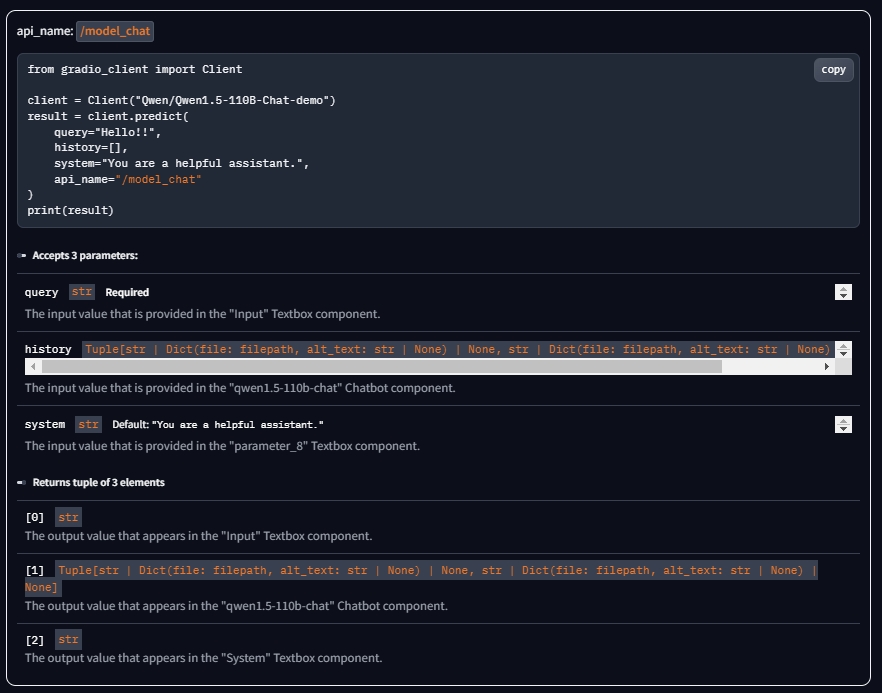 api_name: /model_chat
from gradio_client import Client
copy
client = Client("Qwen/Qwen1.5-110B-Chat-demo")
result = client.predict(
    query="Hello!!",
    history=[],
    system="You are a helpful assistant.",
    api_name="/model_chat"
)
print(result)
Accepts 3 parameters:
query str Required
The input value that is provided in the "Input" Textbox component.
history Tuple[str | Dict(file: filepath, alt_text: str | None) | None, str | Dict(file: filepath, alt_text: str | None)
The input value that is provided in the "qwen1.5-110b-chat" Chatbot component.
system str Default: "You are a helpful assistant."
The input value that is provided in the "parameter_8" Textbox component.
Returns tuple of 3 elements
[0] str
The output value that appears in the "Input" Textbox component.
[1] Tuple[str | Dict(file: filepath, alt_text: str | None) | None, str | Dict(file: filepath, alt_text: str | None) |
None]
The output value that appears in the "qwen1.5-110b-chat" Chatbot component.
[2] str
The output value that appears in the "System" Textbox component.